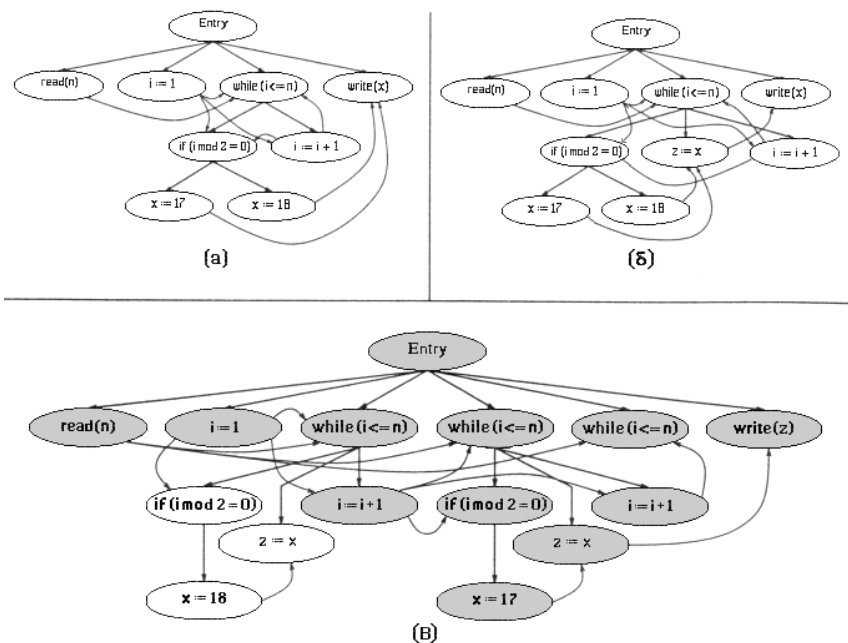 Entry
read(n)
i := 1
while(i<=n)
write(x)
if(i mod 2=0)
i := i + 1
x := 17
x := 18
(a)
Entry
read(n)
i := 1
while(i<=n)
write(x)
if(i mod 2=0)
z := x
i := i + 1
x := 17
x := 18
(б)
Entry
read(n)
i := 1
while(i<=n)
while(i<=n)
while(i<=n)
write(z)
if(i mod 2=0)
i := i+1
if(i mod 2=0)
i := i+1
z := x
z := x
x := 18
x := 17
(в)